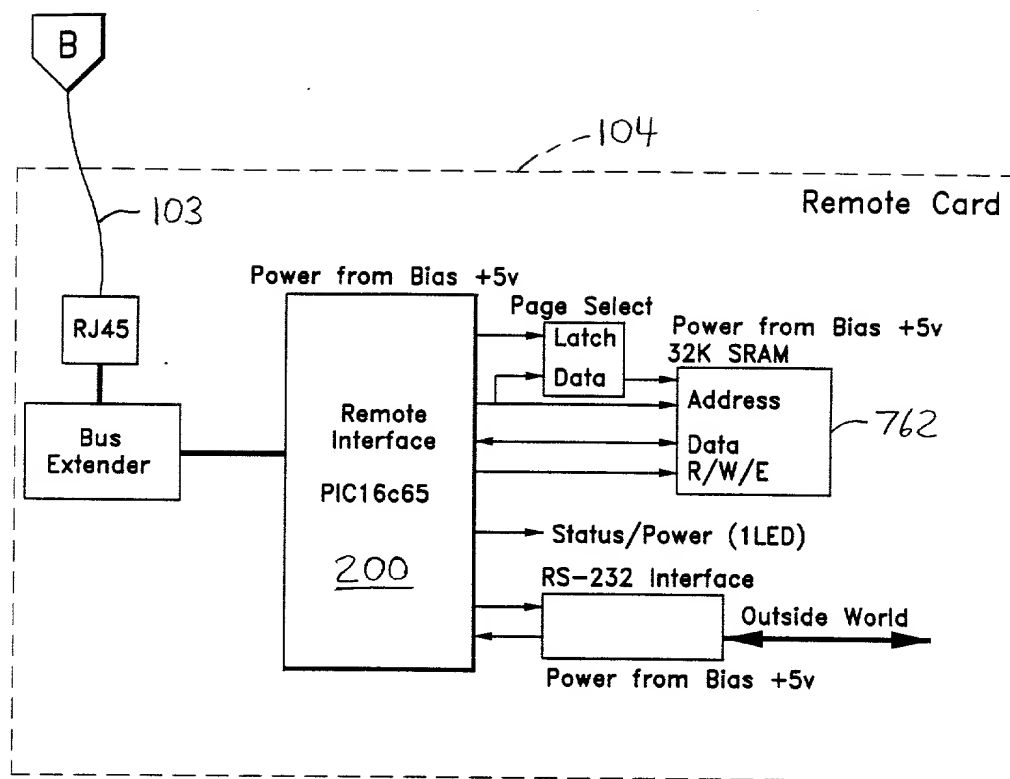 B
104
103
Remote Card
Power from Bias +5v
RJ45
Page Select
Latch
Data
Power from Bias +5v
32K SRAM
Address
Data
R/W/E
762
Bus
Extender
Remote
Interface
PIC16c65
200
Status/Power (1LED)
RS-232 Interface
Outside World
Power from Bias +5v